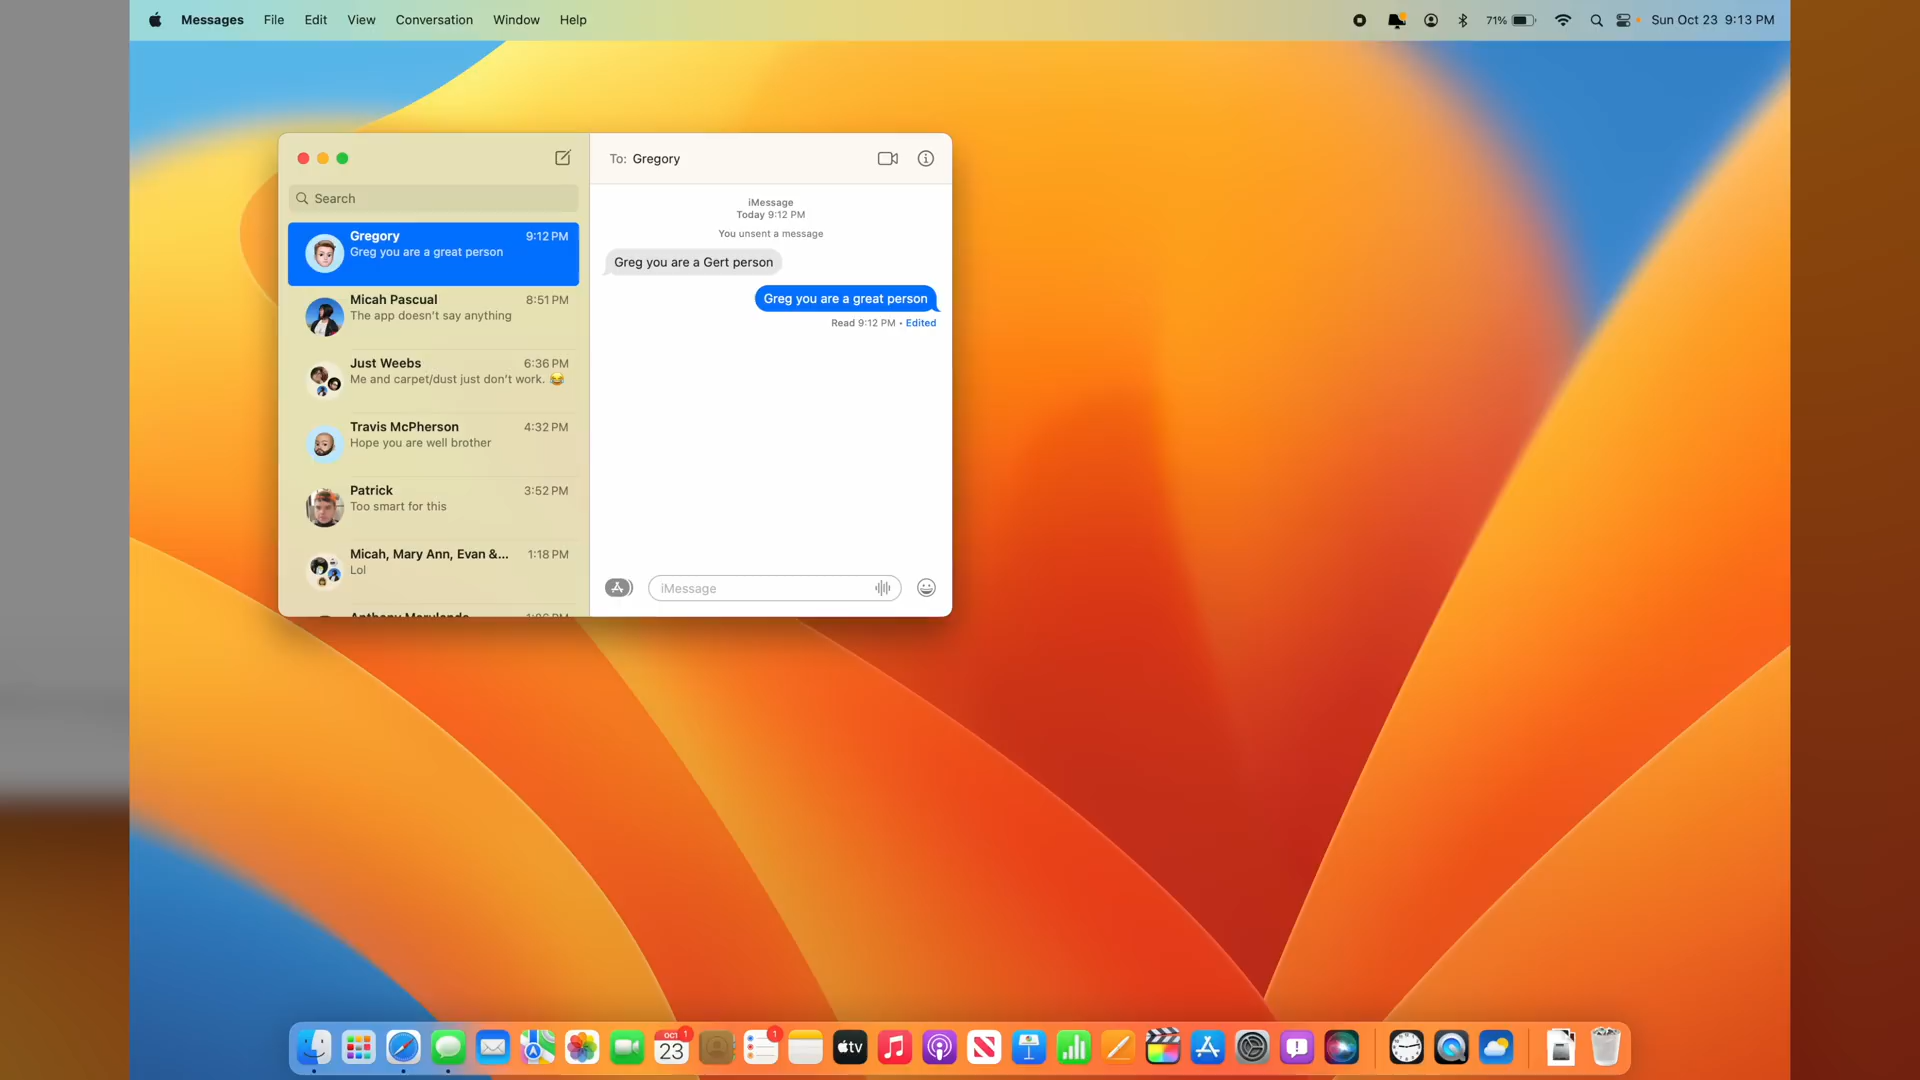 Messages File Edit View Conversation Window Help
71% Sun Oct 23 9:13 PM
Search
Gregory 9:12 PM
Greg you are a great person
Micah Pascual 8:51 PM
The app doesn't say anything
Just Weebs 6:36 PM
Me and carpet/dust just don't work. 😂
Travis McPherson 4:32 PM
Hope you are well brother
Patrick 3:52 PM
Too smart for this
Micah, Mary Ann, Evan &... 1:18 PM
Lol
To: Gregory
iMessage
Today 9:12 PM
You unsent a message
Greg you are a Gert person
Greg you are a great person
Read 9:12 PM • Edited
iMessage
OCT
23
1
1
tv